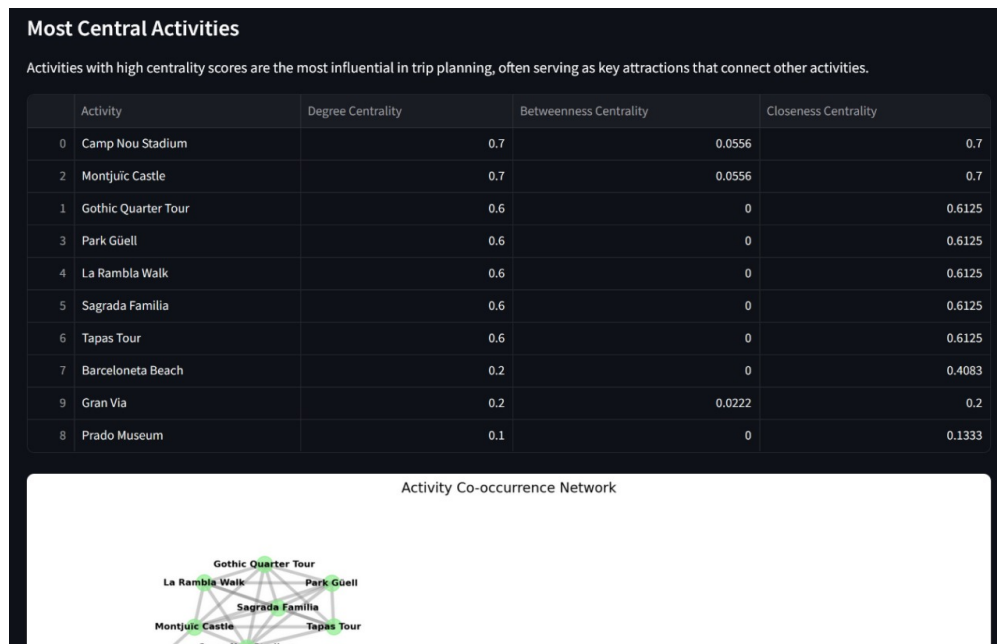 Most Central Activities
Activities with high centrality scores are the most influential in trip planning, often serving as key attractions that connect other activities.
Activity Degree Centrality Betweenness Centrality Closeness Centrality
0 Camp Nou Stadium 0.7 0.0556 0.7
2 Montjuïc Castle 0.7 0.0556 0.7
1 Gothic Quarter Tour 0.6 0 0.6125
3 Park Güell 0.6 0 0.6125
4 La Rambla Walk 0.6 0 0.6125
5 Sagrada Familia 0.6 0 0.6125
6 Tapas Tour 0.6 0 0.6125
7 Barceloneta Beach 0.2 0 0.4083
9 Gran Via 0.2 0.0222 0.2
8 Prado Museum 0.1 0 0.1333
Activity Co-occurrence Network
Gothic Quarter Tour
La Rambla Walk Park Güell
Sagrada Familia
Montjuïc Castle Tapas Tour